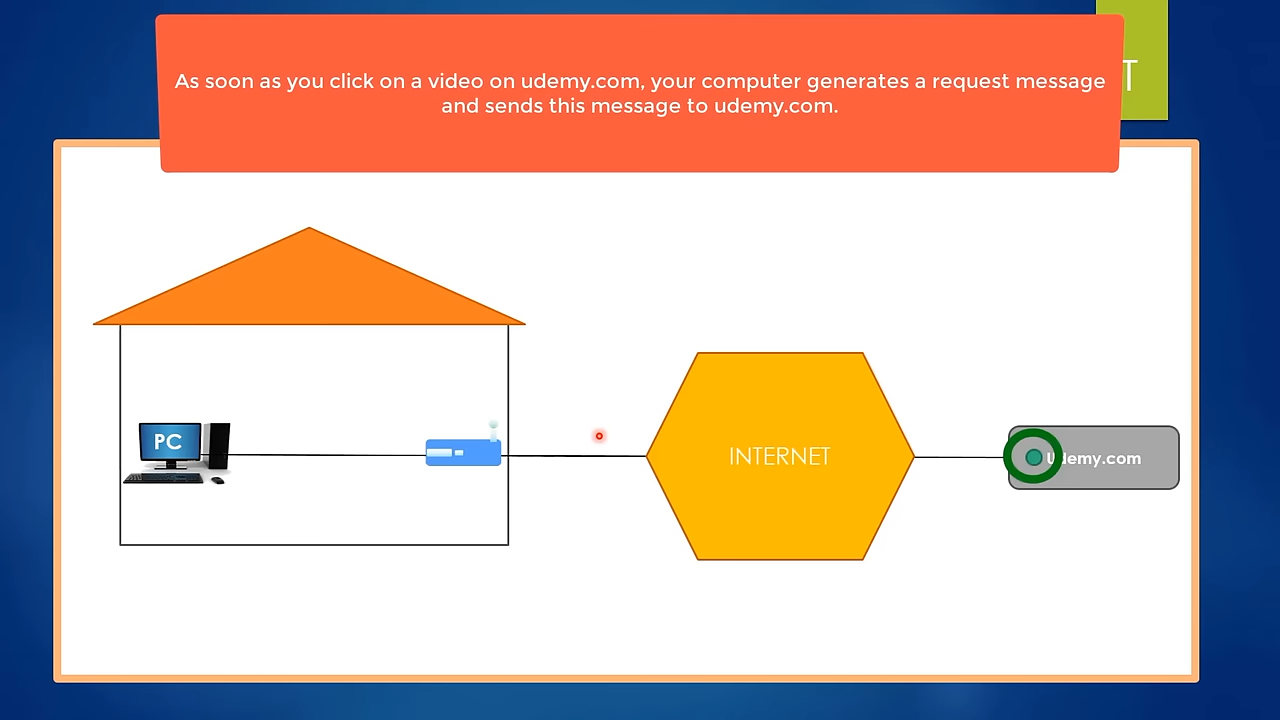 As soon as you click on a video on udemy.com, your computer generates a request message
and sends this message to udemy.com.
T
PC
INTERNET
Udemy.com